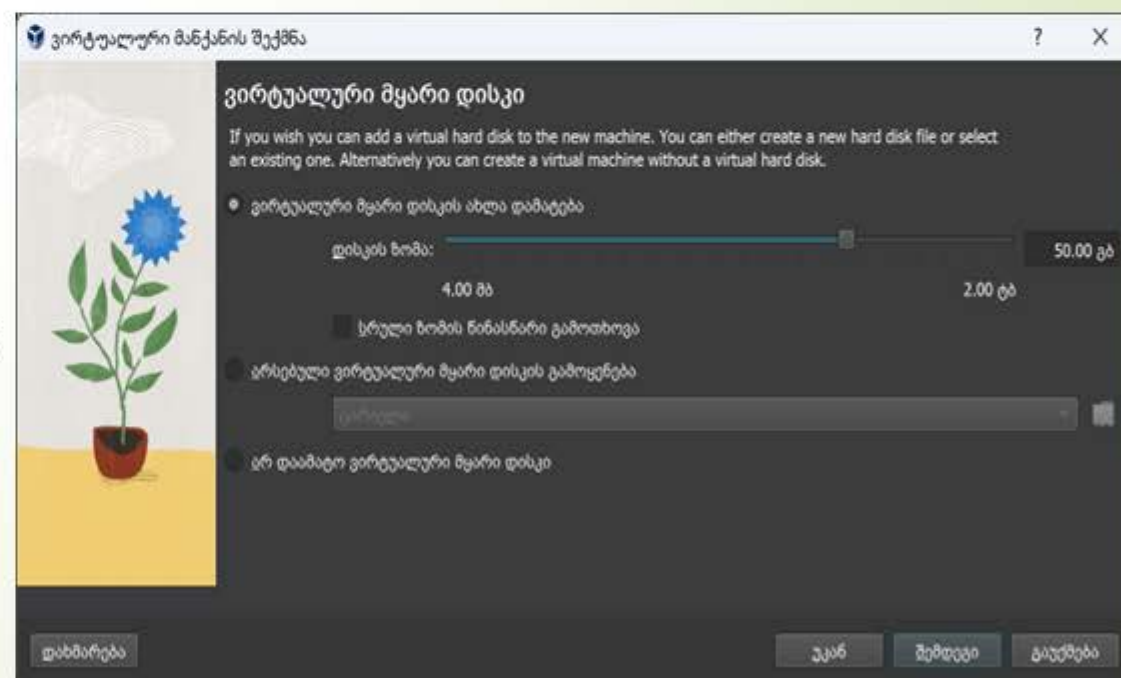 ვირტუალური მანქანის შექმნა
ვირტუალური მყარი დისკი
If you wish you can add a virtual hard disk to the new machine. You can either create a new hard disk file or select
an existing one. Alternatively you can create a virtual machine without a virtual hard disk.
ვირტუალური მყარი დისკის ახლა დამატება
დისკის ზომა:
50.00 გბ
4.00 მბ
2.00 ტბ
სრული ზომის წინასწარი გამოთხოვა
არსებული ვირტუალური მყარი დისკის გამოყენება
ცარიელი
არ დაამატო ვირტუალური მყარი დისკი
დახმარება
უკან
შემდეგი
გაუქმება